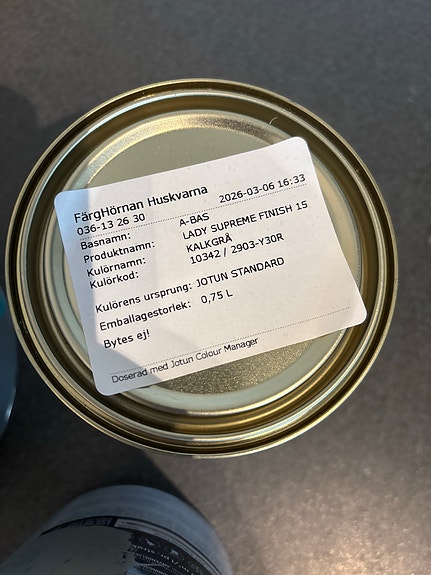 FärgHörnan Huskvarna
036-13 26 30 2026-03-06 16:33
Basnamn: A-BAS
Produktnamn: LADY SUPREME FINISH 15
Kulörnamn: KALKGRÅ
Kulörkod: 10342 / 2903-Y30R
Kulörens ursprung: JOTUN STANDARD
Emballagestorlek: 0,75 L
Bytes ej!
Doserad med Jotun Colour Manager